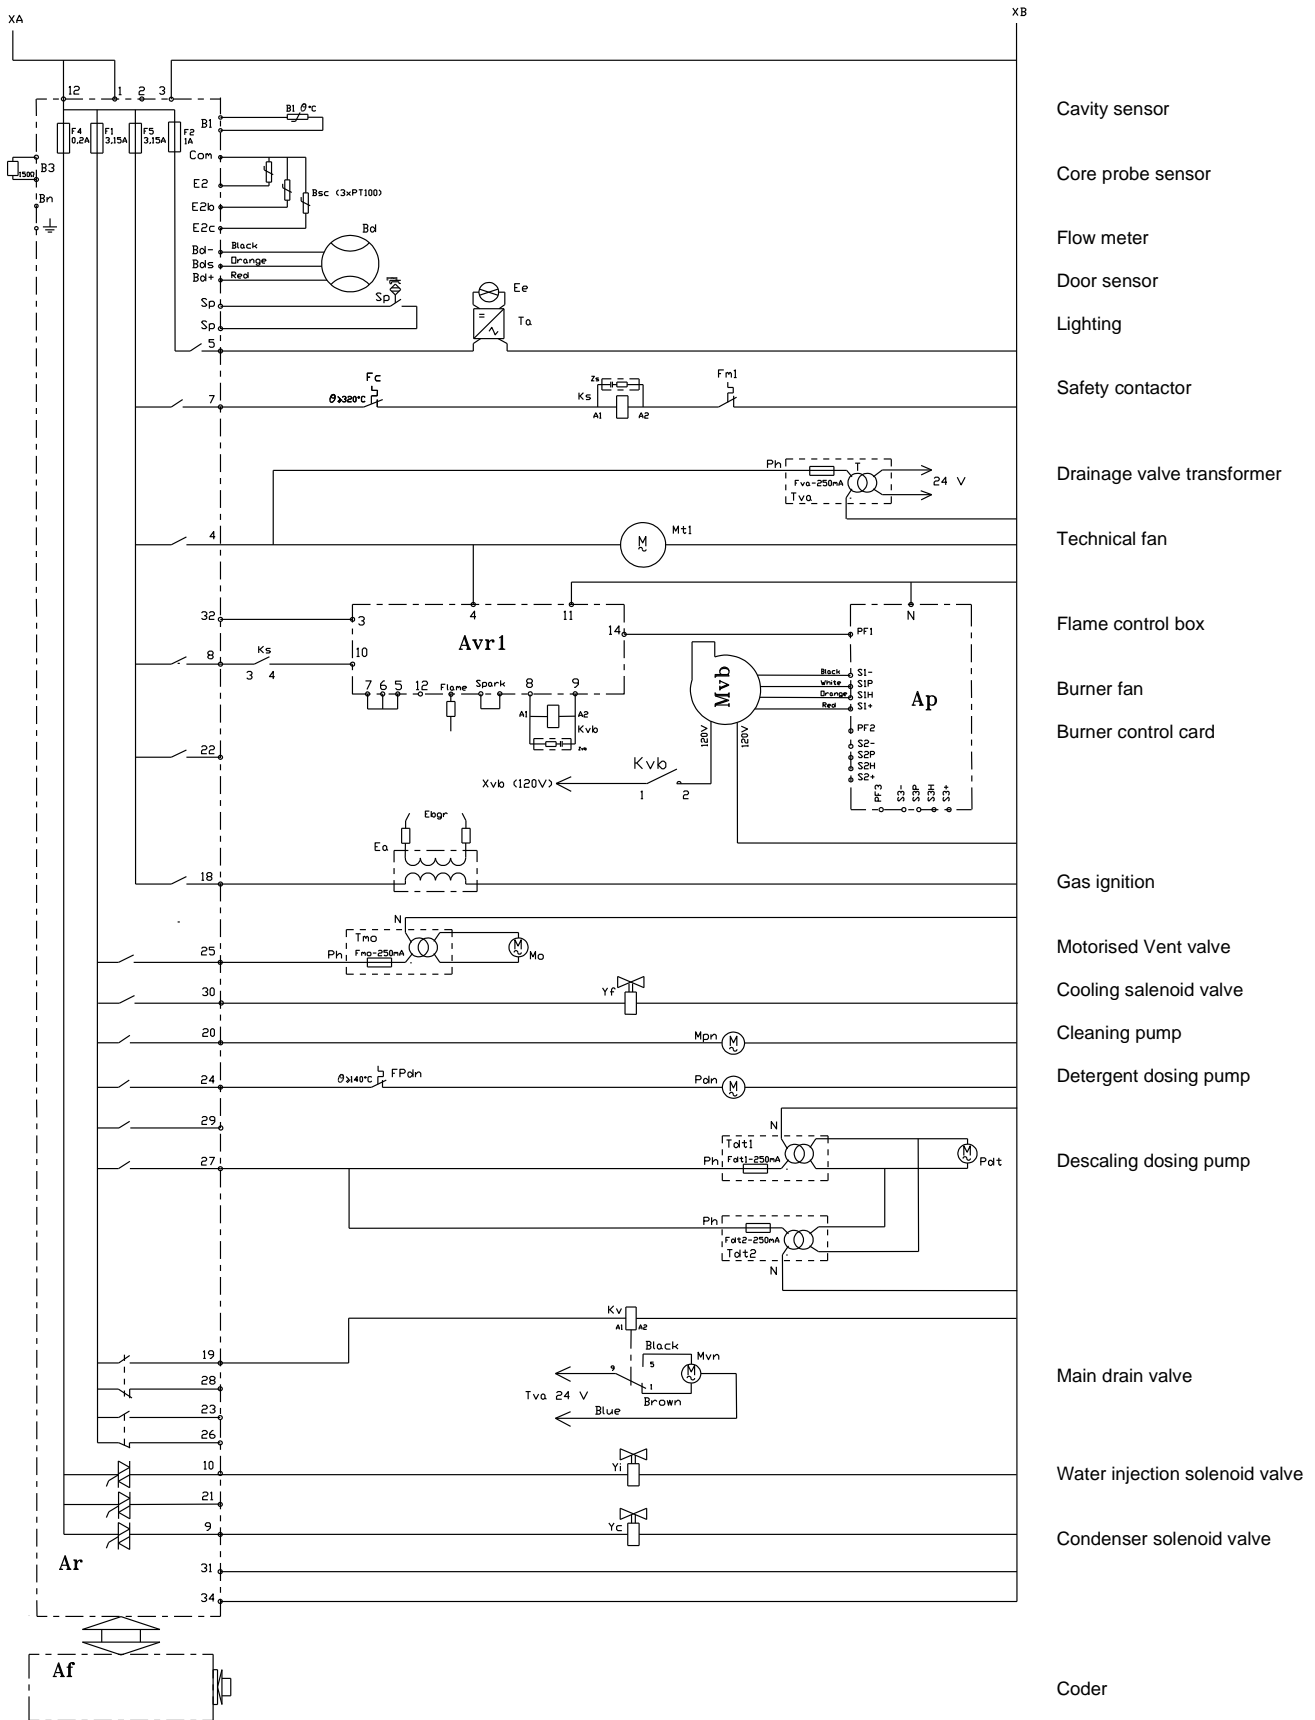 XA
XB
12 1 2 3
F4 0,2A
F1 3,15A
F5 3,15A
F2 1A
B1
B1 θ°C
Cavity sensor
Com
150Ω
B3
Core probe sensor
E2
Bsc (3xPT100)
Bn
E2b
E2c
Bd
Flow meter
Bd- Black
Bds Orange
Bd+ Red
Door sensor
Sp
Sp
Ee
Ta
=
Sp
Lighting
5
Fc
θ≥320°C
Zs
Ks
A1 A2
Fm1
Safety contactor
7
Ph
T
Fva-250mA
Tva
24 V
Drainage valve transformer
4
M
Mt1
Technical fan
32
3
4
11
N
Avr1
14
PF1
Flame control box
8
Ks
3 4
10
Mvb
Black S1-
White S1P
Orange S1H
Red S1+
Ap
Burner fan
7 6 5 12 Flame Spark 8 9
A1 A2
Kvb
PF2
S2-
S2P
S2H
S2+
Burner control card
120V
120V
22
Kvb
Xvb (120V)
1 2
PF3 S3- S3P S3H S3+
Ebgr
Ea
18
Gas ignition
N
Tmo
25
Ph
Fmo-250mA
M
Mo
Motorised Vent valve
30
Yf
Cooling salenoid valve
20
Mpn
M
Cleaning pump
24
θ≥140°C
FPdn
Pdn
M
Detergent dosing pump
29
N
Tdt1
27
Ph
Fdt1-250mA
M
Pdt
Descaling dosing pump
Ph
Fdt2-250mA
Tdt2
N
Kv
A1 A2
Black
19
9
5
Mvn
M
28
Tva 24 V
1
Brown
Main drain valve
23
Blue
26
10
Yi
Water injection solenoid valve
21
9
Yc
Condenser solenoid valve
Ar
31
34
Af
Coder